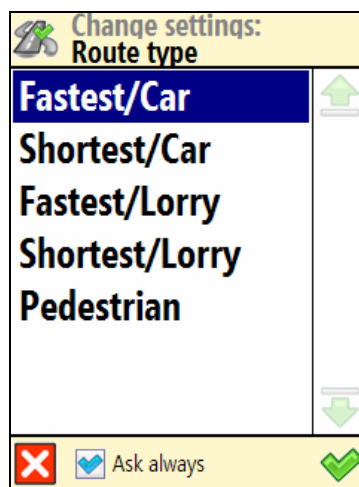 Change settings:
Route type
Fastest/Car
Shortest/Car
Fastest/Lorry
Shortest/Lorry
Pedestrian
Ask always